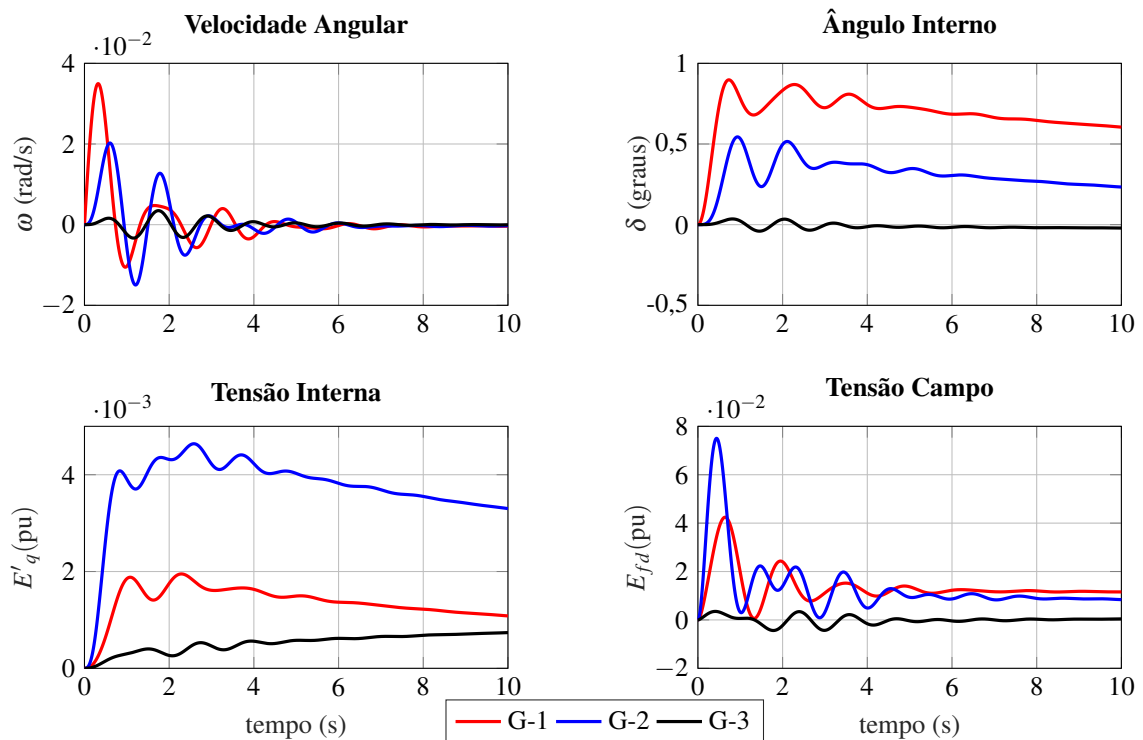 Velocidade Angular
·10−2
4
2
0
−2
ω (rad/s)
0 2 4 6 8 10
Ângulo Interno
1
0,5
0
-0,5
δ (graus)
0 2 4 6 8 10
Tensão Interna
·10−3
4
2
0
E′q(pu)
0 2 4 6 8 10
tempo (s)
Tensão Campo
·10−2
8
6
4
2
0
−2
Efd(pu)
0 2 4 6 8 10
tempo (s)
G-1 G-2 G-3